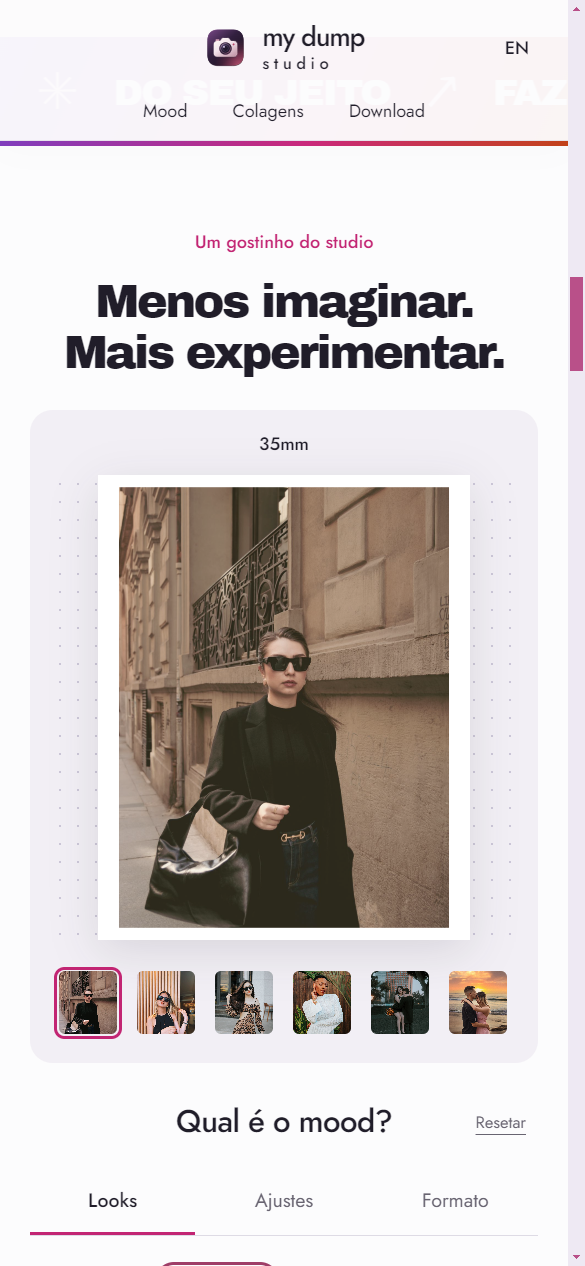 my dump
studio
EN
DO SEU JEITO
FAZ
Mood
Colagens
Download
Um gostinho do studio
Menos imaginar.
Mais experimentar.
35mm
Qual é o mood?
Resetar
Looks
Ajustes
Formato